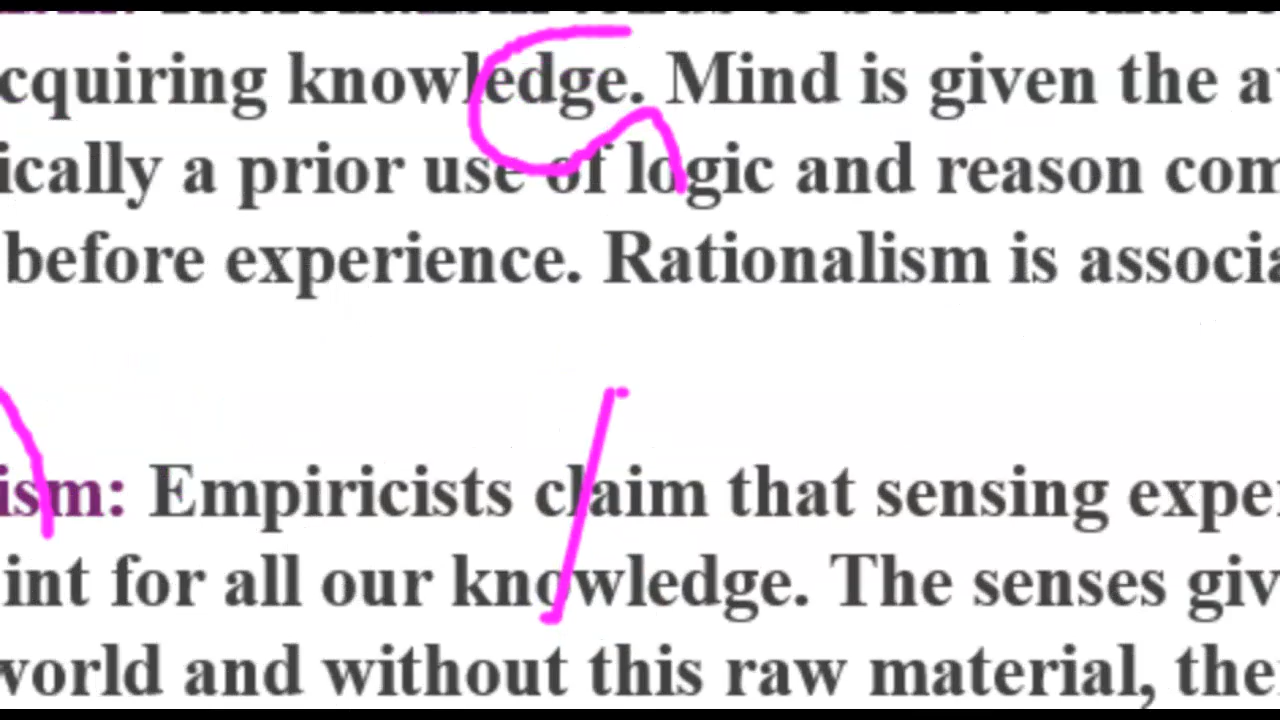 cquiring knowledge. Mind is given the a
ically a prior use of logic and reason com
before experience. Rationalism is associa
ism: Empiricists claim that sensing expe
int for all our knowledge. The senses giv
world and without this raw material, the